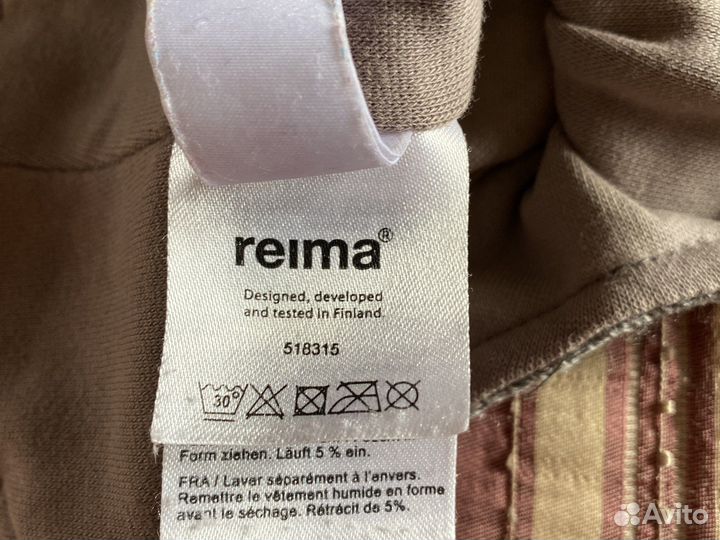 reima®
Designed, developed
and tested in Finland.
518315
30°
Form ziehen. Läuft 5 % ein.
FRA / Laver séparément à l'envers.
Remettre le vêtement humide en forme
avant le séchage. Rétrécit de 5%.
Avito